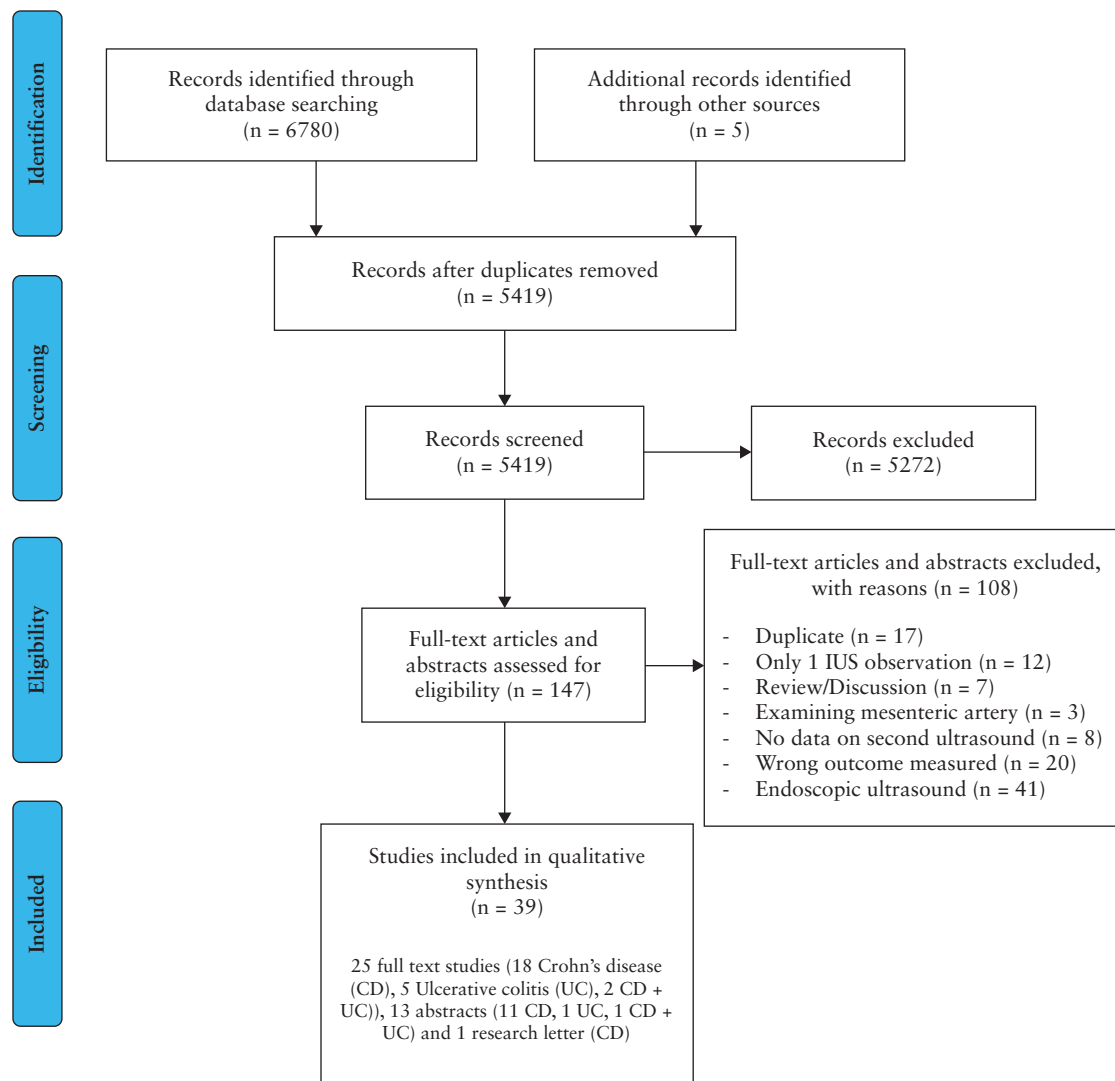 Identification
Records identified through
database searching
(n = 6780)
Additional records identified
through other sources
(n = 5)
Records after duplicates removed
(n = 5419)
Screening
Records screened
(n = 5419)
Records excluded
(n = 5272)
Eligibility
Full-text articles and
abstracts assessed for
eligibility (n = 147)
Full-text articles and abstracts excluded,
with reasons (n = 108)
- Duplicate (n = 17)
- Only 1 IUS observation (n = 12)
- Review/Discussion (n = 7)
- Examining mesenteric artery (n = 3)
- No data on second ultrasound (n = 8)
- Wrong outcome measured (n = 20)
- Endoscopic ultrasound (n = 41)
Included
Studies included in qualitative
synthesis
(n = 39)
25 full text studies (18 Crohn's disease
(CD), 5 Ulcerative colitis (UC), 2 CD +
UC)), 13 abstracts (11 CD, 1 UC, 1 CD +
UC) and 1 research letter (CD)